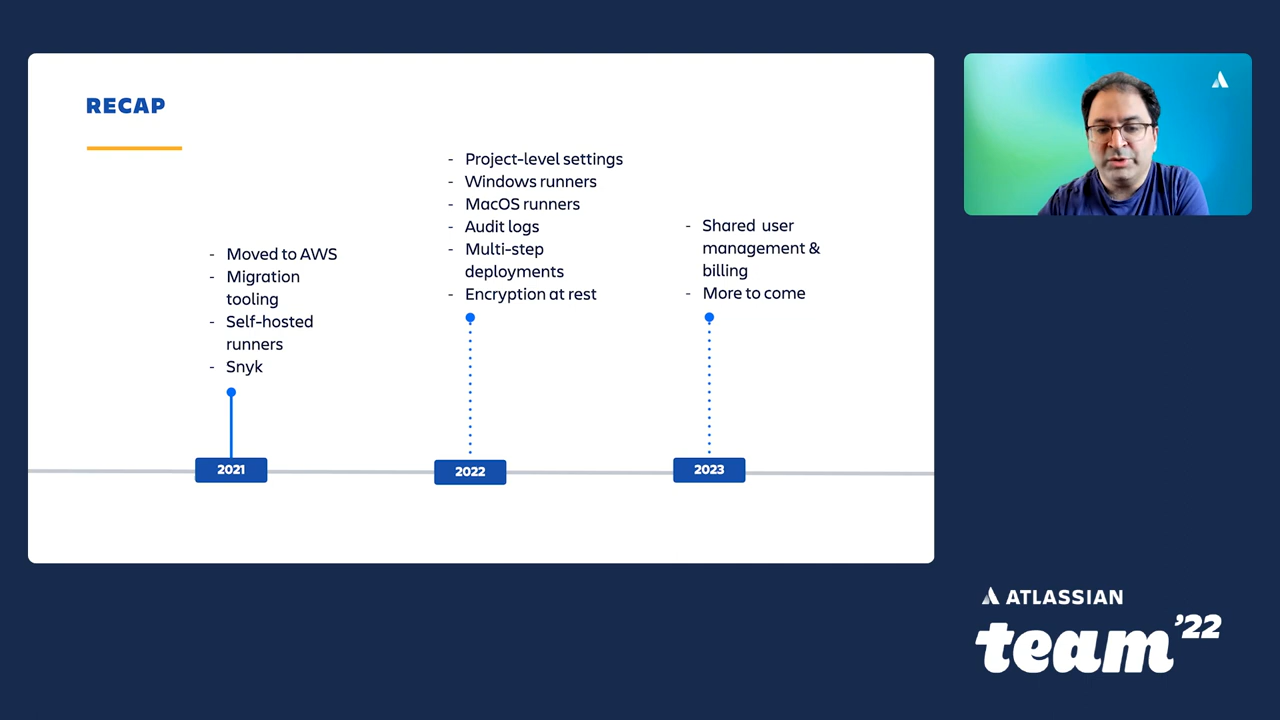 RECAP
- Moved to AWS
- Migration
tooling
- Self-hosted
runners
- Snyk
- Project-level settings
- Windows runners
- MacOS runners
- Audit logs
- Multi-step
deployments
- Encryption at rest
- Shared user
management &
billing
- More to come
2021
2022
2023
ATLASSIAN
team '22